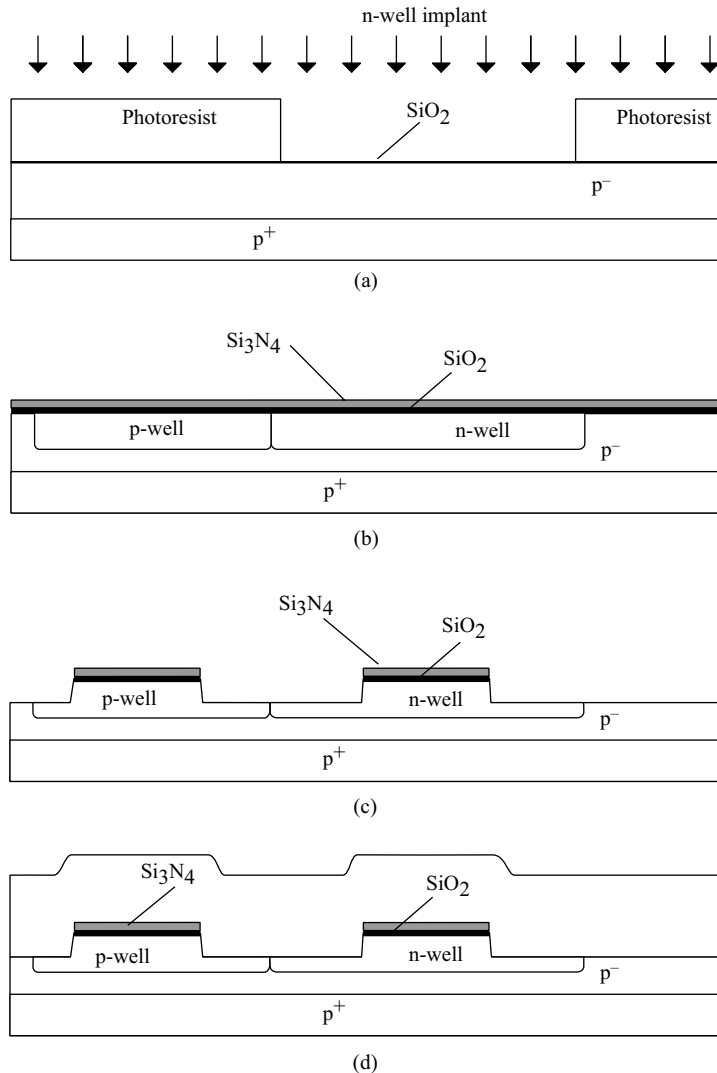 n-well implant
Photoresist
SiO₂
Photoresist
p⁻
p⁺
(a)
Si₃N₄
SiO₂
p-well
n-well
p⁻
p⁺
(b)
Si₃N₄
SiO₂
p-well
n-well
p⁻
p⁺
(c)
Si₃N₄
SiO₂
p-well
n-well
p⁻
p⁺
(d)